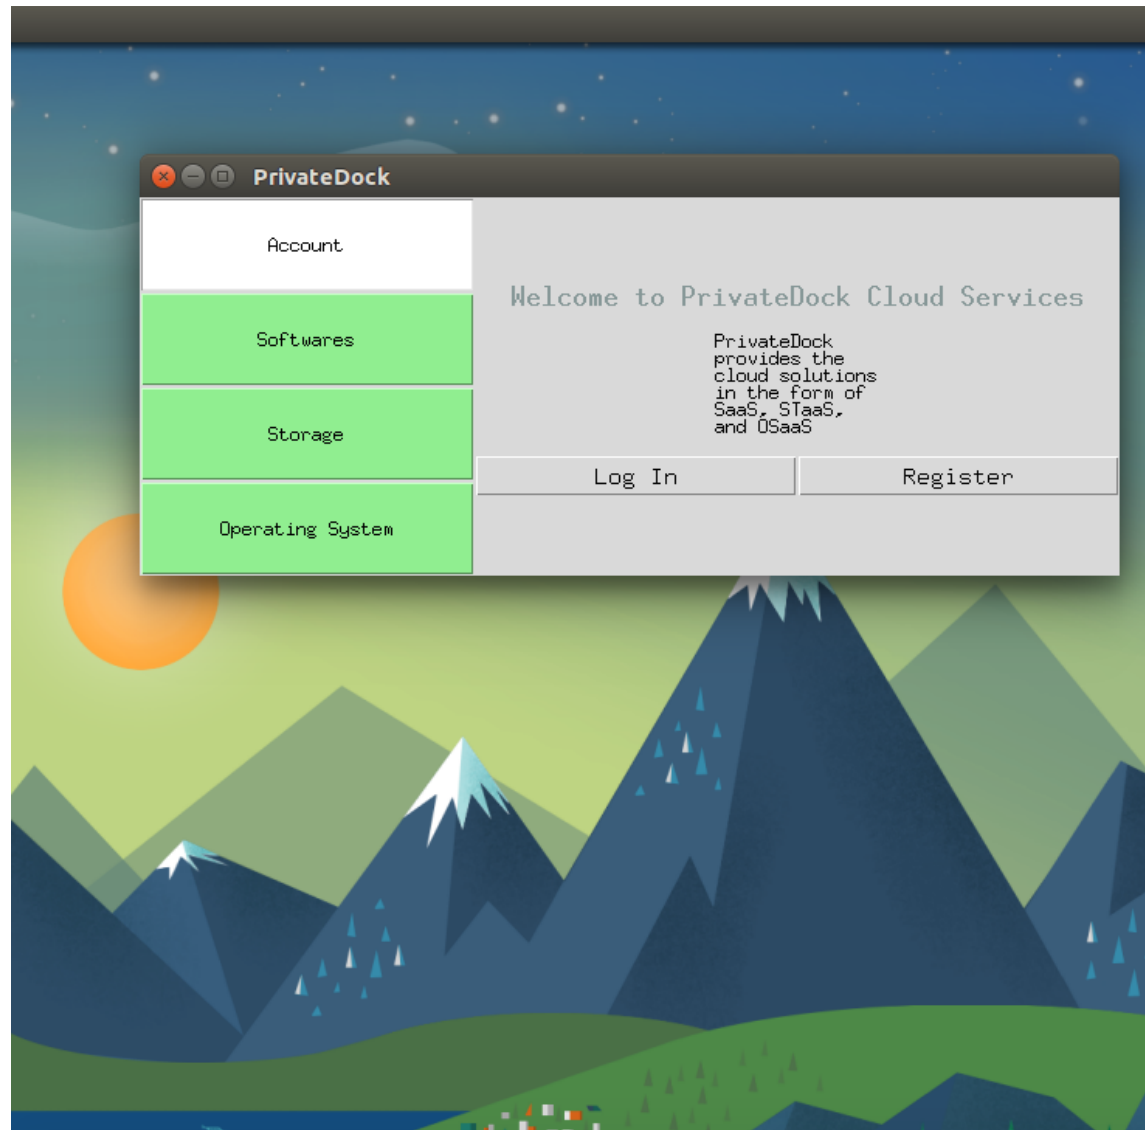 PrivateDock
Account
Softwares
Storage
Operating System
Welcome to PrivateDock Cloud Services
PrivateDock
provides the
cloud solutions
in the form of
SaaS, STaaS,
and OSaaS
Log In
Register